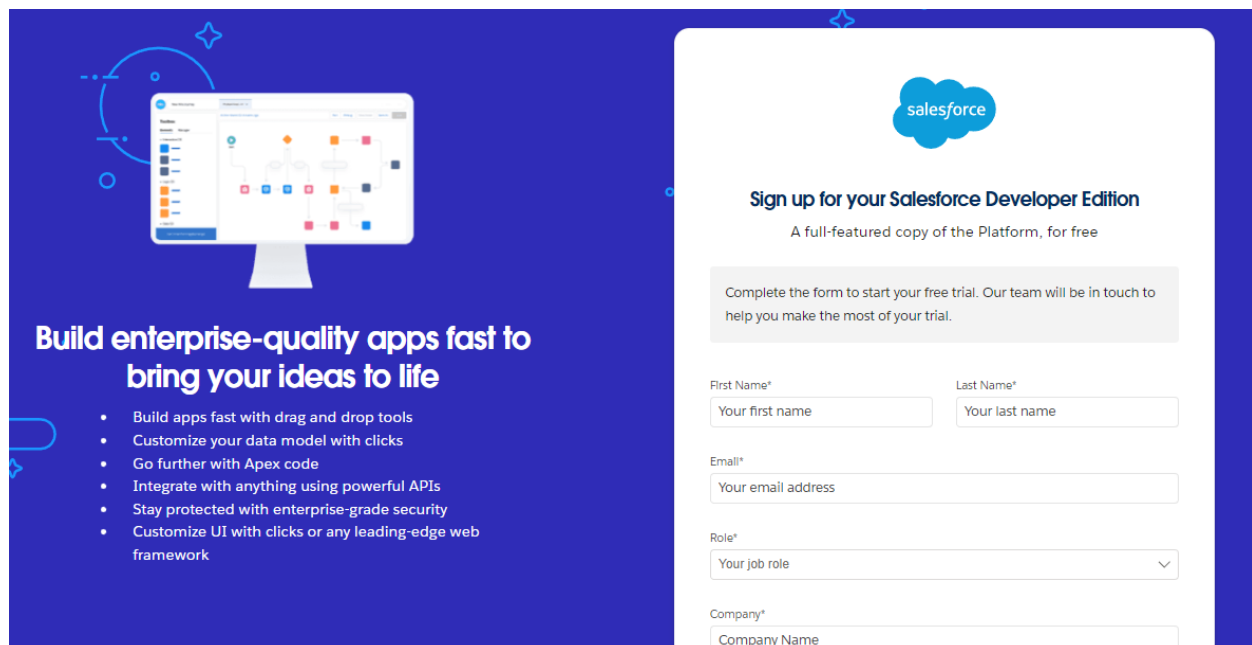 Build enterprise-quality apps fast to
bring your ideas to life
• Build apps fast with drag and drop tools
• Customize your data model with clicks
• Go further with Apex code
• Integrate with anything using powerful APIs
• Stay protected with enterprise-grade security
• Customize UI with clicks or any leading-edge web
framework
salesforce
Sign up for your Salesforce Developer Edition
A full-featured copy of the Platform, for free
Complete the form to start your free trial. Our team will be in touch to
help you make the most of your trial.
First Name* Last Name*
Your first name Your last name
Email*
Your email address
Role*
Your job role
Company*
Company Name